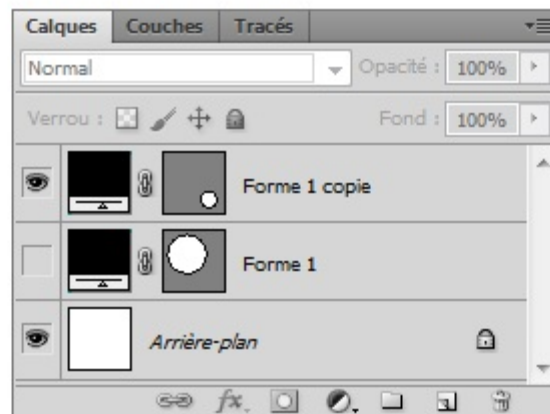 Calques Couches Tracés
Normal Opacité : 100%
Verrou : Fond : 100%
Forme 1 copie
Forme 1
Arrière-plan
fx.